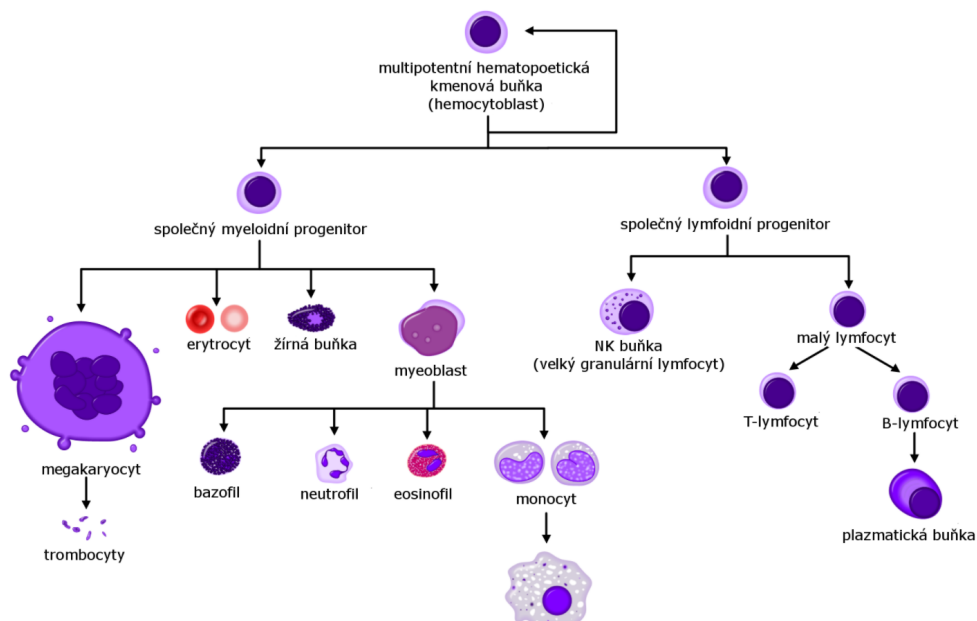 multipotentní hematopoetická
kmenová buňka
(hemocytoblast)
společný myeloidní progenitor
společný lymfoidní progenitor
erytrocyt
žírná buňka
myeoblast
NK buňka
(velký granulární lymfocyt)
malý lymfocyt
T-lymfocyt
B-lymfocyt
megakaryocyt
bazofil
neutrofil
eosinofil
monocyt
trombocyty
plazmatická buňka